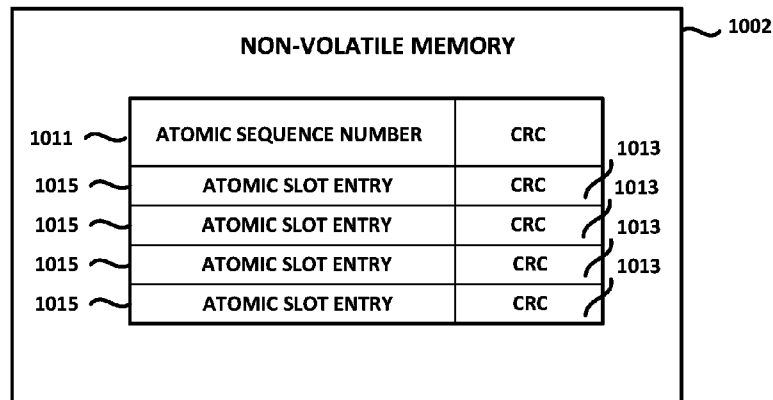 1002
NON-VOLATILE MEMORY
1011 ATOMIC SEQUENCE NUMBER CRC
1013
1015 ATOMIC SLOT ENTRY CRC
1013
1015 ATOMIC SLOT ENTRY CRC
1013
1015 ATOMIC SLOT ENTRY CRC
1013
1015 ATOMIC SLOT ENTRY CRC